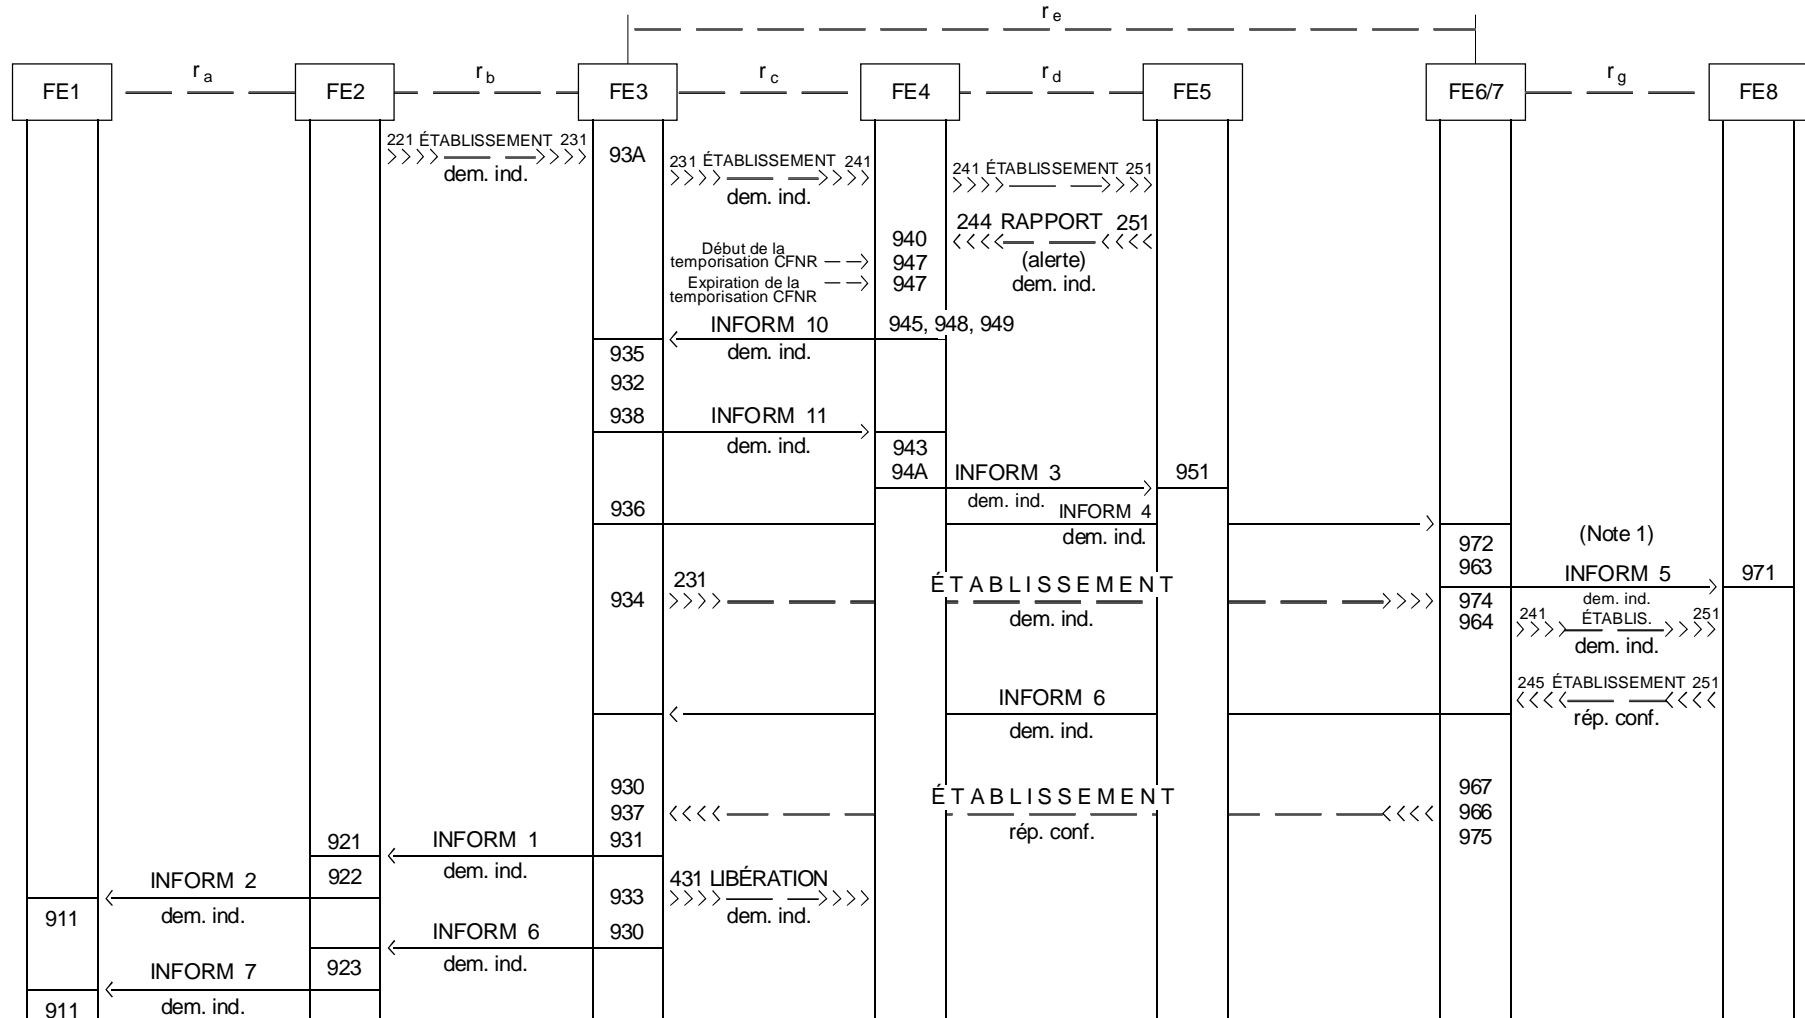 r e
r a
r b
r c
r d
r g
FE1
FE2
FE3
FE4
FE5
FE6/7
FE8
221 ÉTABLISSEMENT 231
dem. ind.
93A
231 ÉTABLISSEMENT 241
dem. ind.
241 ÉTABLISSEMENT 251
dem. ind.
244 RAPPORT 251
(alerte)
dem. ind.
940
Début de la
temporisation CFNR
947
Expiration de la
temporisation CFNR
947
INFORM 10
dem. ind.
945, 948, 949
935
932
938
INFORM 11
dem. ind.
943
94A
INFORM 3
dem. ind.
951
936
INFORM 4
dem. ind.
972
963
(Note 1)
INFORM 5
dem. ind.
971
934
231
ÉTABLISSEMENT
dem. ind.
974
964
241 ÉTABLIS. 251
dem. ind.
245 ÉTABLISSEMENT 251
rép. conf.
INFORM 6
dem. ind.
930
937
931
ÉTABLISSEMENT
rép. conf.
967
966
975
921
INFORM 1
dem. ind.
922
INFORM 2
dem. ind.
911
933
431 LIBÉRATION
dem. ind.
930
INFORM 6
dem. ind.
923
INFORM 7
dem. ind.
911